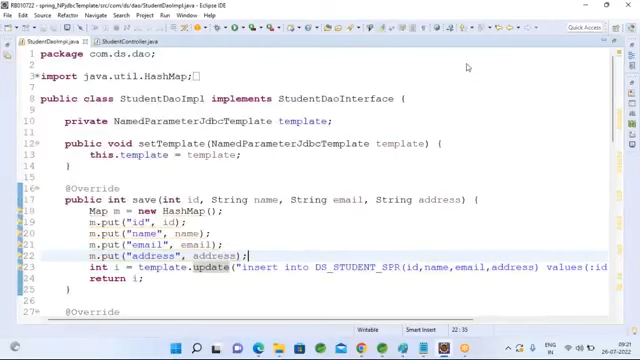 RB010722 - spring_NPjdbcTemplate/src/com/ds/dao/StudentDaoImpl.java - Eclipse IDE
File Edit Source Refactor Navigate Search Project Run Window Help
Quick Access
StudentDaoImpl.java StudentController.java
1 package com.ds.dao;
2
3 import java.util.HashMap;
8 public class StudentDaoImpl implements StudentDaoInterface {
9
10 private NamedParameterJdbcTemplate template;
11
12 public void setTemplate(NamedParameterJdbcTemplate template) {
13 this.template = template;
14 }
15
16 @Override
17 public int save(int id, String name, String email, String address) {
18 Map m = new HashMap();
19 m.put("id", id);
20 m.put("name", name);
21 m.put("email", email);
22 m.put("address", address);
23 int i = template.update("insert into DS_STUDENT_SPR(id,name,email,address) values(:id
24 return i;
25 }
26
27 @Override
Writable Smart Insert 22 : 35
ENG
IN
09:21
26-07-2022